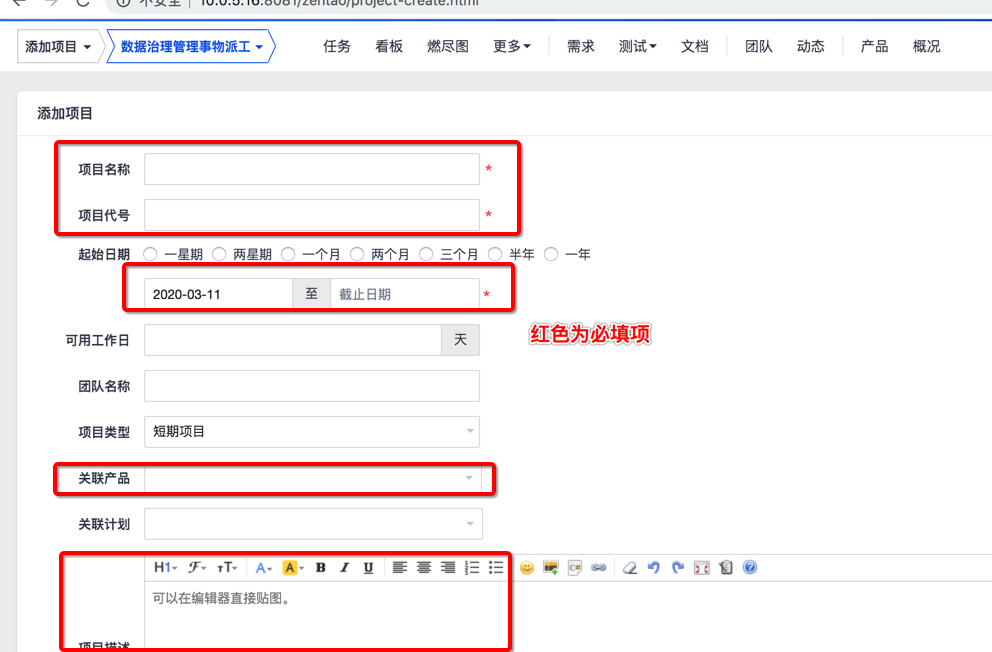 不安全 | 10.0.5.16:8081/zentao/project-create.html
添加项目 数据治理管理事物派工 任务 看板 燃尽图 更多 需求 测试 文档 团队 动态 产品 概况
添加项目
项目名称 *
项目代号 *
起始日期 一星期 两星期 一个月 两个月 三个月 半年 一年
2020-03-11 至 截止日期 *
红色为必填项
可用工作日 天
团队名称
项目类型 短期项目
关联产品
关联计划
H1 F TT A A B I U
可以在编辑器直接贴图。
项目描述